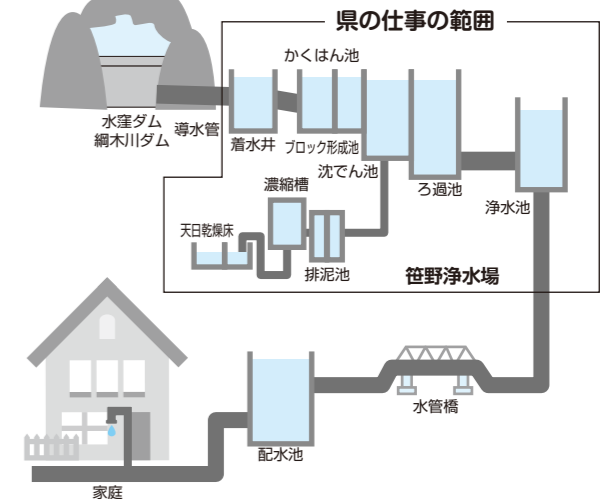 県の仕事の範囲
かくはん池
水窪ダム
綱木川ダム
導水管
着水井
ブロック形成池
沈でん池
ろ過池
浄水池
濃縮槽
天日乾燥床
排泥池
笹野浄水場
水管橋
配水池
家庭